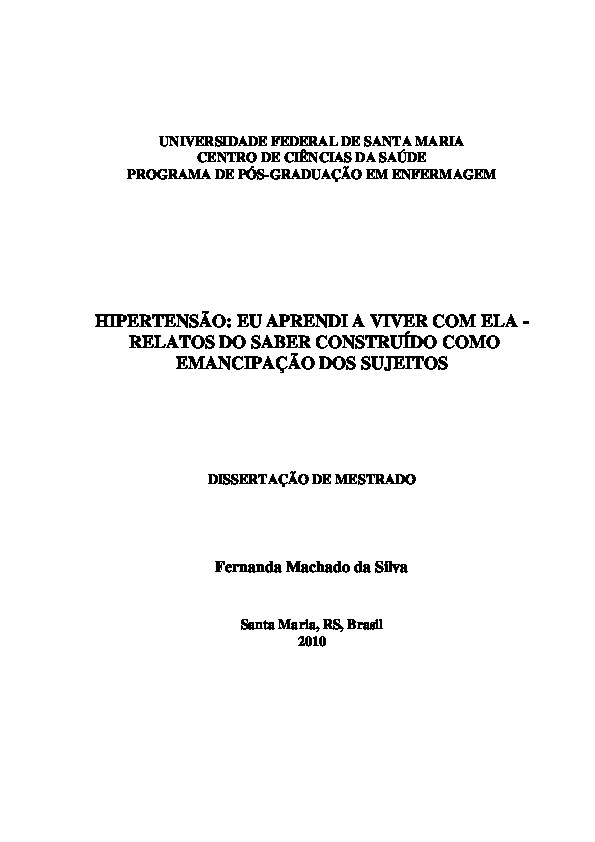 UNIVERSIDADE FEDERAL DE SANTA MARIA
CENTRO DE CIÊNCIAS DA SAÚDE
PROGRAMA DE PÓS-GRADUAÇÃO EM ENFERMAGEM
HIPERTENSÃO: EU APRENDI A VIVER COM ELA -
RELATOS DO SABER CONSTRUÍDO COMO
EMANCIPAÇÃO DOS SUJEITOS
DISSERTAÇÃO DE MESTRADO
Fernanda Machado da Silva
Santa Maria, RS, Brasil
2010